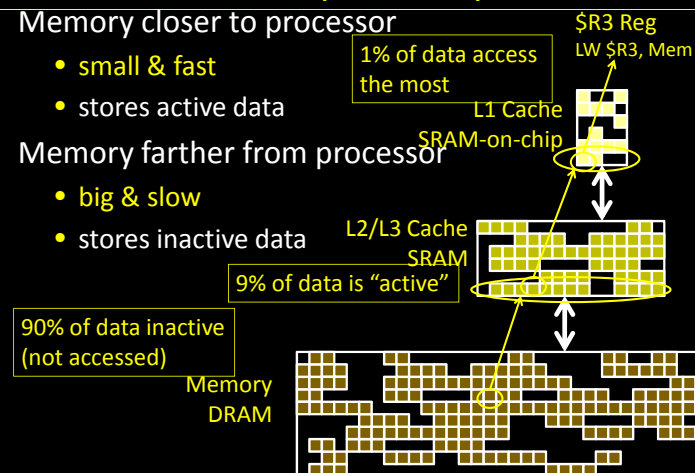 Memory closer to processor
• small & fast
• stores active data
Memory farther from processor
• big & slow
• stores inactive data
1% of data access
the most
$R3 Reg
LW $R3, Mem
L1 Cache
SRAM-on-chip
L2/L3 Cache
SRAM
9% of data is “active”
90% of data inactive
(not accessed)
Memory
DRAM